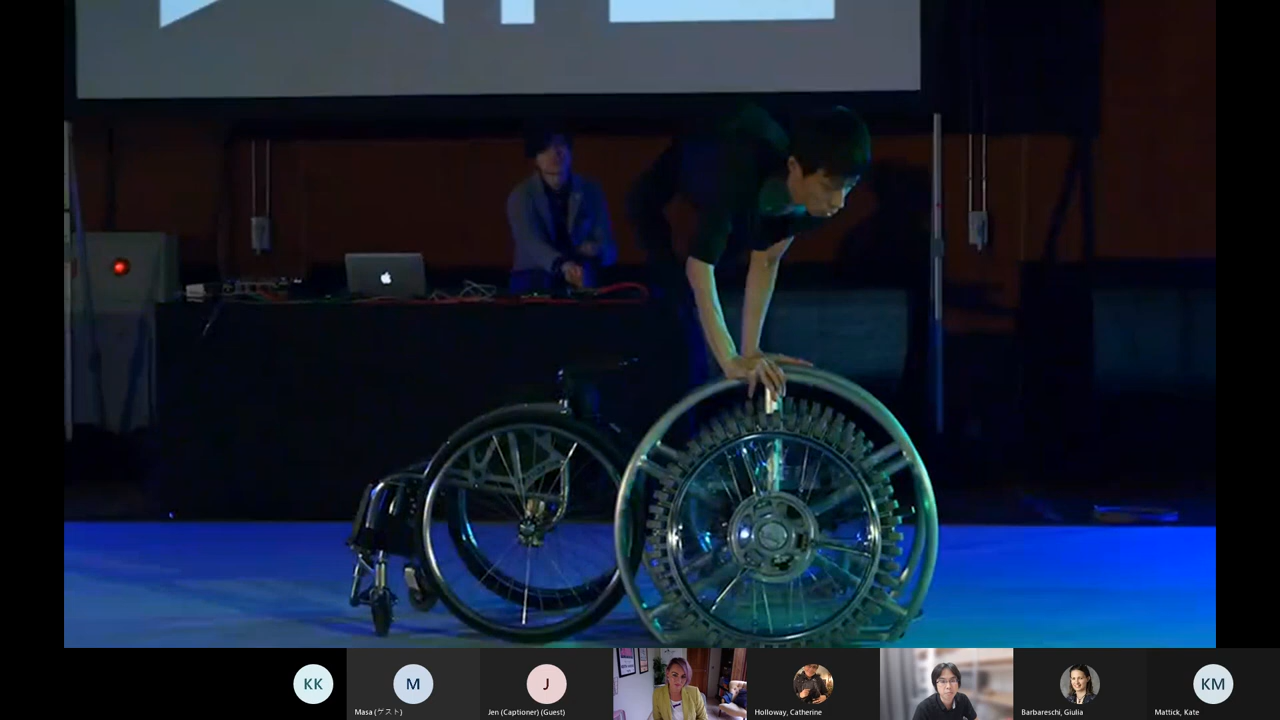 KK
M
J
KM
Masa (ゲスト)
Jen (Captioner) (Guest)
Holloway, Catherine
Barbareschi, Giulia
Mattick, Kate